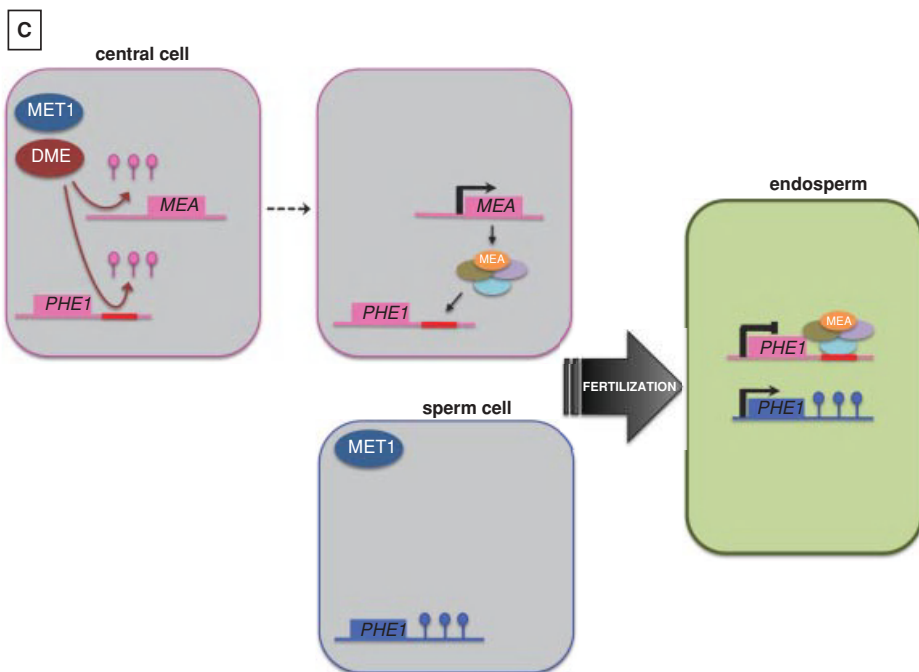 C
central cell
MET1
DME
MEA
PHE1
MEA
MEA
PHE1
sperm cell
MET1
PHE1
FERTILIZATION
endosperm
MEA
PHE1
PHE1